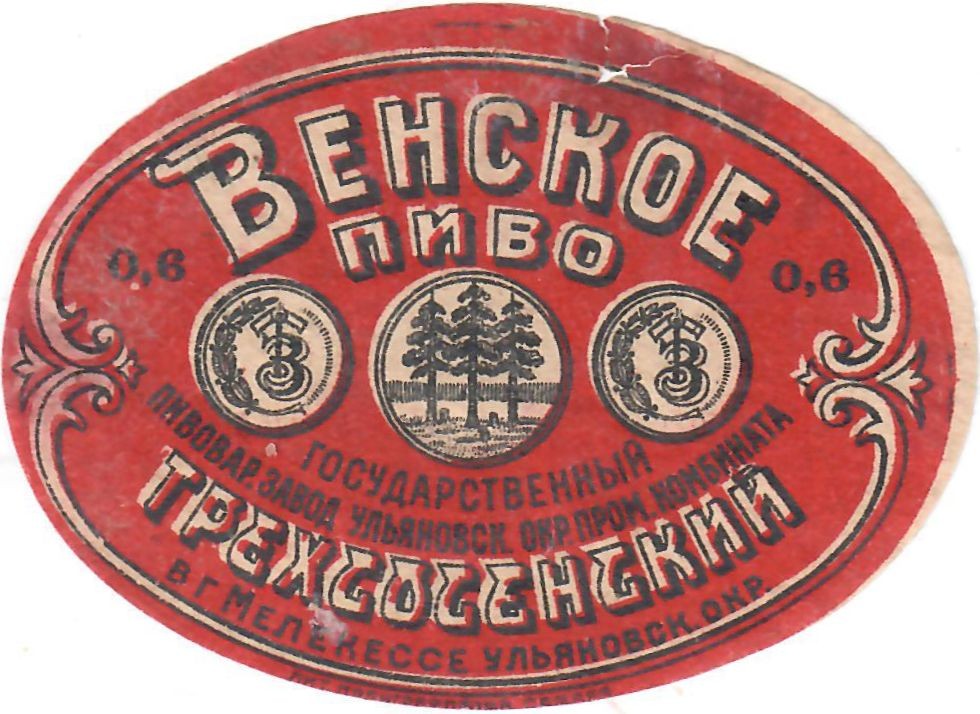 ВЕНСКОЕ
ПИВО
0,6
0,6
ГОСУДАРСТВЕННЫЙ
ПИВОВАР. ЗАВОД УЛЬЯНОВСК. ОКР. ПРОМ. КОМБИНАТА
ТРЕХСОСЕНСКИЙ
В Г. МЕЛЕКЕССЕ УЛЬЯНОВСК. ОКР.